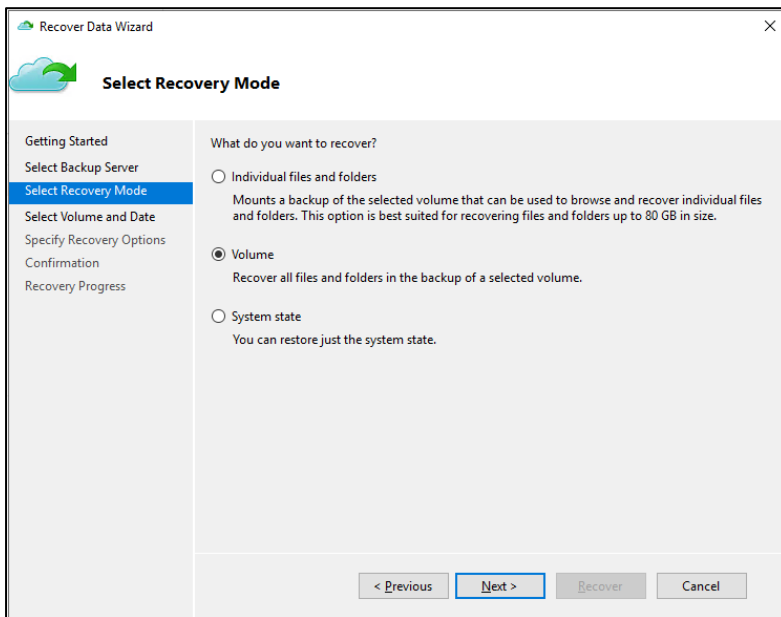 Recover Data Wizard
Select Recovery Mode
Getting Started
Select Backup Server
Select Recovery Mode
Select Volume and Date
Specify Recovery Options
Confirmation
Recovery Progress
What do you want to recover?
Individual files and folders
Mounts a backup of the selected volume that can be used to browse and recover individual files
and folders. This option is best suited for recovering files and folders up to 80 GB in size.
Volume
Recover all files and folders in the backup of a selected volume.
System state
You can restore just the system state.
< Previous
Next >
Recover
Cancel